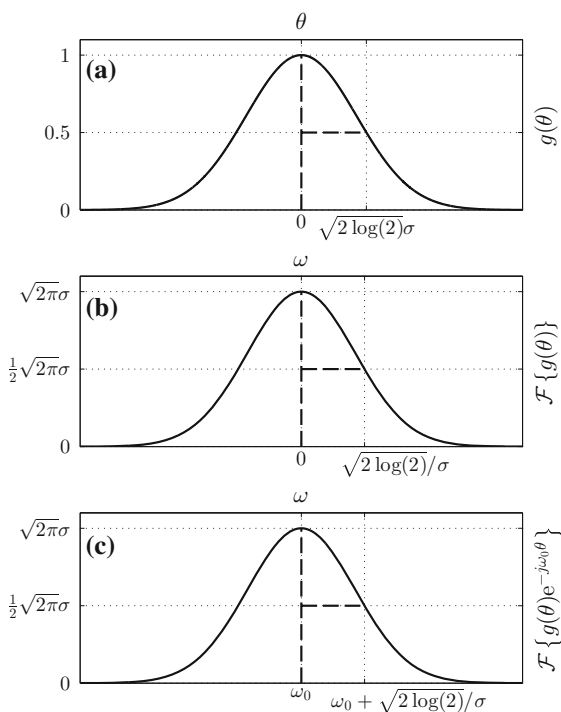 θ
(a)
1
0.5
0
0
√2 log(2)σ
g(θ)
ω
(b)
√2πσ
½√2πσ
0
0
√2 log(2)/σ
ℱ{g(θ)}
ω
(c)
√2πσ
½√2πσ
0
ω₀
ω₀ + √2 log(2)/σ
ℱ{g(θ)e^{-jω₀θ}}